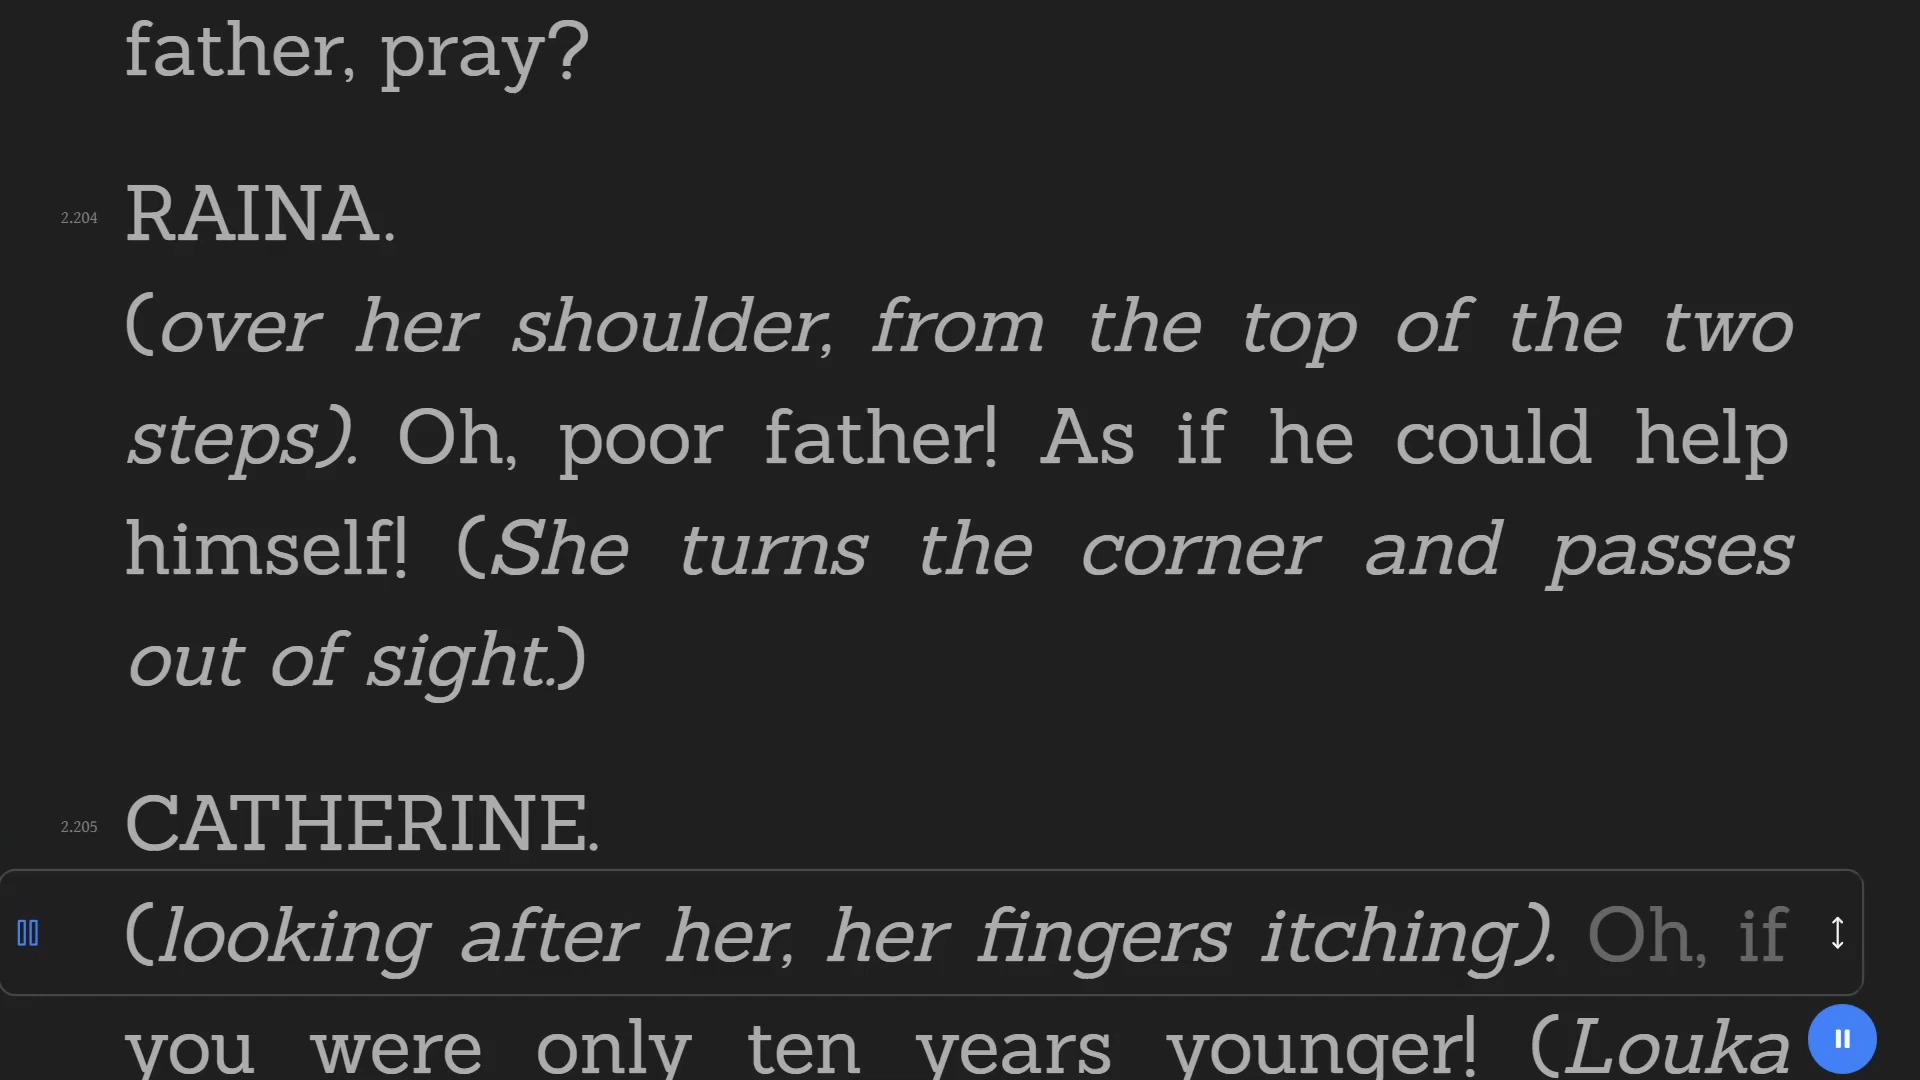 father, pray?
2.204 RAINA.
(over her shoulder, from the top of the two
steps). Oh, poor father! As if he could help
himself! (She turns the corner and passes
out of sight.)
2.205 CATHERINE.
(looking after her, her fingers itching). Oh, if
you were only ten years younger! (Louka